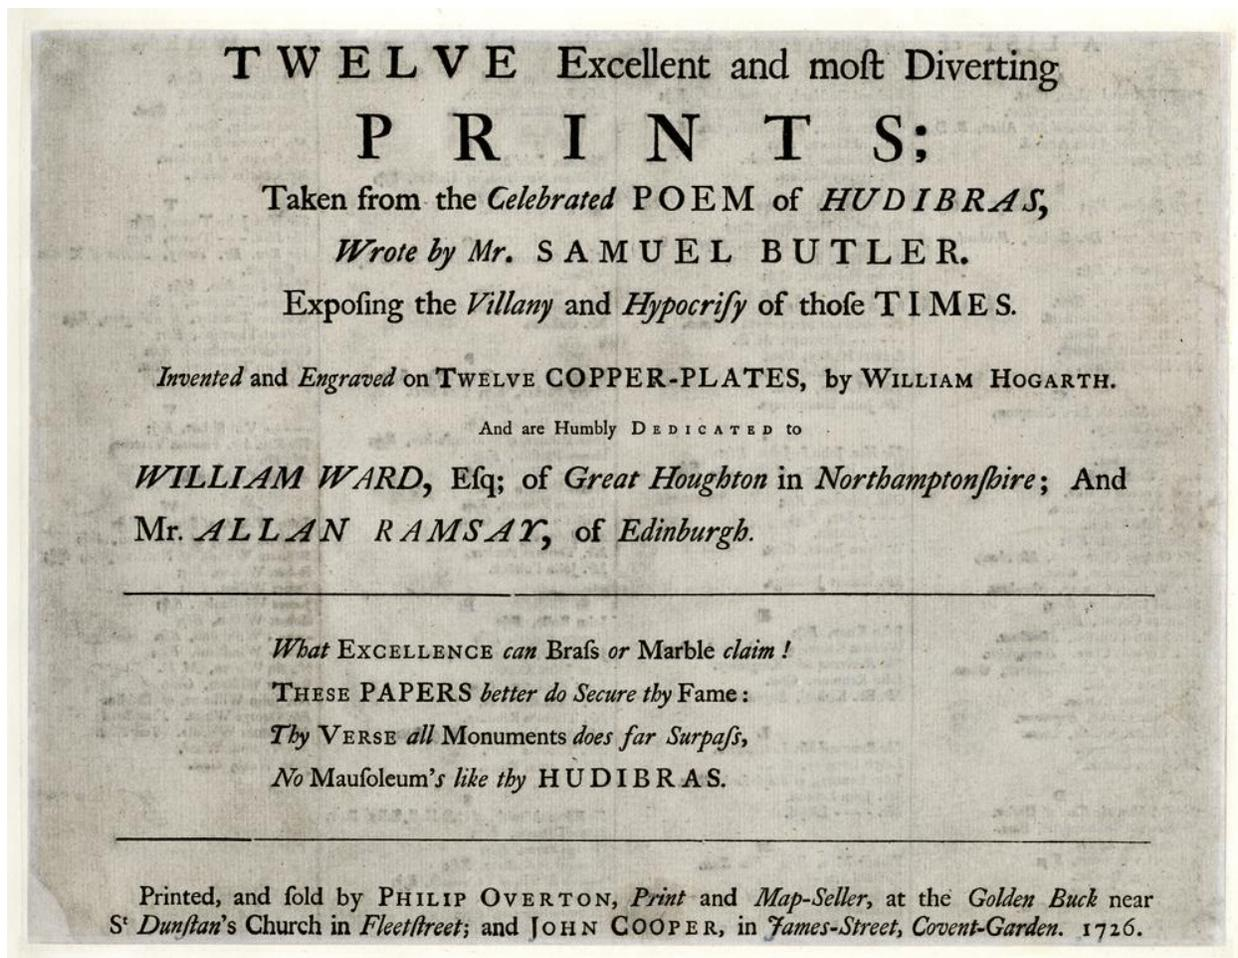 TWELVE Excellent and moſt Diverting
PRINTS;
Taken from the Celebrated POEM of HUDIBRAS,
Wrote by Mr. SAMUEL BUTLER.
Expoſing the Villany and Hypocriſy of thoſe TIMES.
Invented and Engraved on TWELVE COPPER-PLATES, by WILLIAM HOGARTH.
And are Humbly DEDICATED to
WILLIAM WARD, Eſq; of Great Houghton in Northamptonſhire; And
Mr. ALLAN RAMSAY, of Edinburgh.
What EXCELLENCE can Braſs or Marble claim!
THESE PAPERS better do Secure thy Fame:
Thy VERSE all Monuments does far Surpaſs,
No Mauſoleum's like thy HUDIBRAS.
Printed, and ſold by PHILIP OVERTON, Print and Map-Seller, at the Golden Buck near
St Dunſtan's Church in Fleetſtreet; and JOHN COOPER, in James-Street, Covent-Garden. 1726.